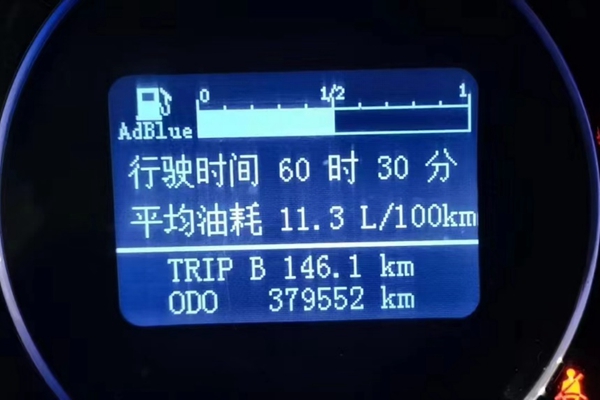 0 1/2 1
AdBlue
行驶时间 60 时 30 分
平均油耗 11.3 L/100km
TRIP B 146.1 km
ODO 379552 km